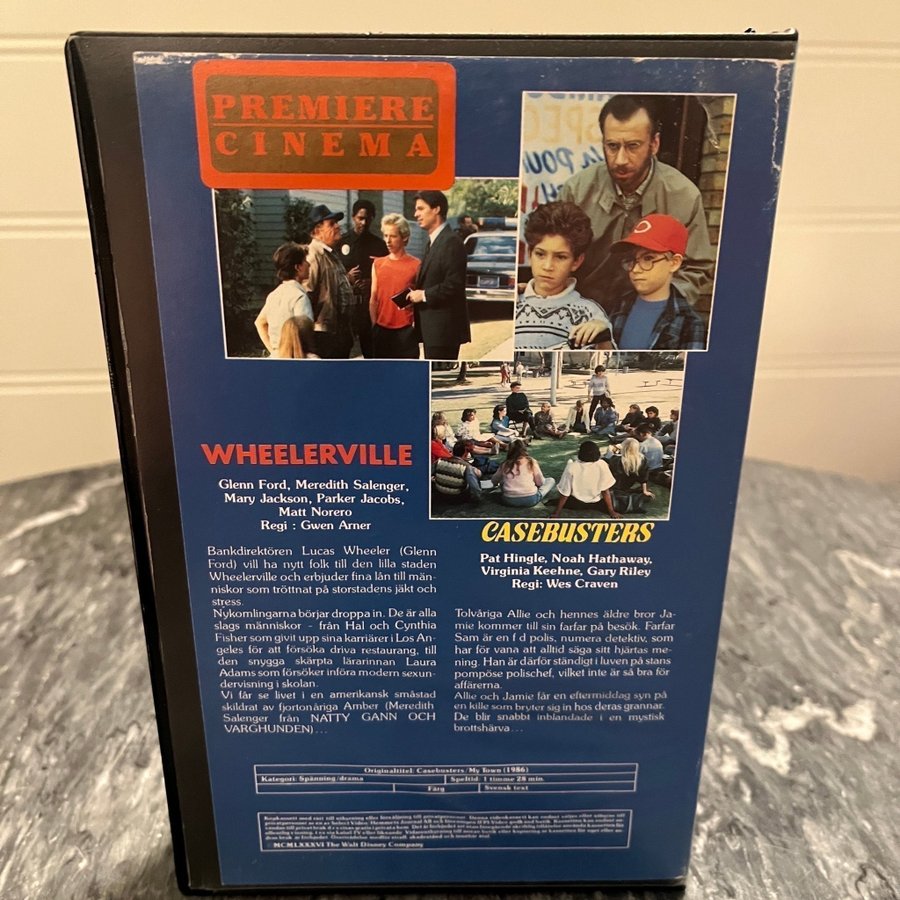 PREMIERE
CINEMA
WHEELERVILLE
Glenn Ford, Meredith Salenger,
Mary Jackson, Parker Jacobs,
Matt Norero
Regi : Gwen Arner
Bankdirektören Lucas Wheeler (Glenn
Ford) vill ha nytt folk till den lilla staden
Wheelerville och erbjuder fina lån till män-
niskor som tröttnat på storstadens jäkt och
stress.
Nykomlingarna börjar droppa in. De är alla
slags människor - från Hal och Cynthia
Fisher som givit upp sina karriärer i Los An-
geles för att försöka driva restaurang, till
den snygga skärpta lärarinnan Laura
Adams som försöker införa modern sexun-
dervisning i skolan.
Vi får se livet i en amerikansk småstad
skildrat av fjortonåriga Amber (Meredith
Salenger från NATTY GANN OCH
VARGHUNDEN)...
CASEBUSTERS
Pat Hingle, Noah Hathaway,
Virginia Keehne, Gary Riley
Regi: Wes Craven
Tolvåriga Allie och hennes äldre bror Ja-
mie kommer till sin farfar på besök. Farfar
Sam är en f d polis, numera detektiv, som
har för vana att alltid säga sitt hjärtas me-
ning. Han är därför ständigt i luven på stans
pompöse polischef, vilket inte är så bra för
affärerna.
Allie och Jamie får en eftermiddag syn på
en kille som bryter sig in hos deras grannar.
De blir snabbt inblandade i en mystisk
brottshärva...
Originaltitel: Casebusters/My Town (1986)
Kategori: Spänning/drama Speltid: 1 timme 28 min.
Färg Svensk text
MCMLXXXVI The Walt Disney Company